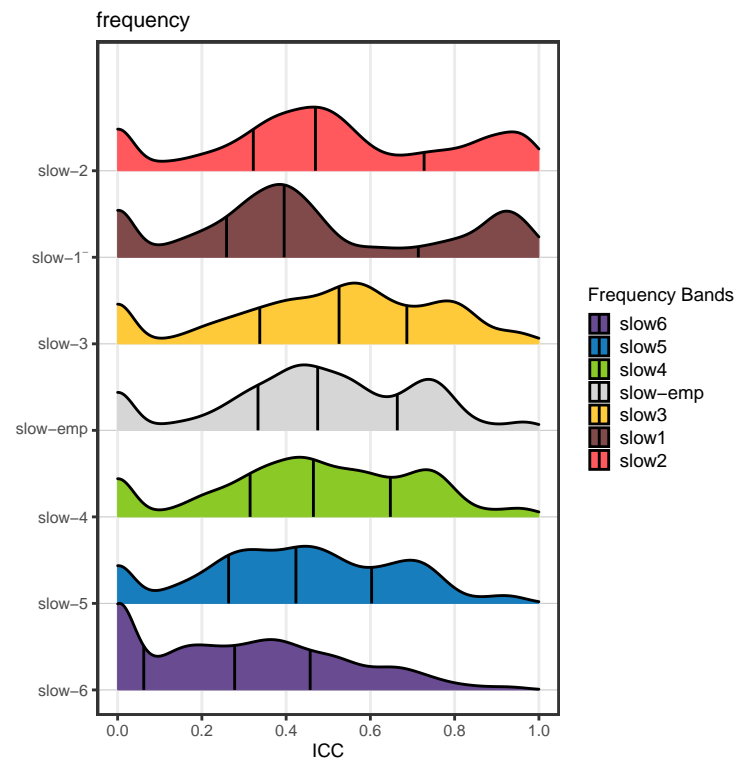 frequency
slow−2
slow−1⁻
slow−3
slow−emp
slow−4
slow−5
slow−6
0.0 0.2 0.4 0.6 0.8 1.0
ICC
Frequency Bands
slow6
slow5
slow4
slow−emp
slow3
slow1
slow2